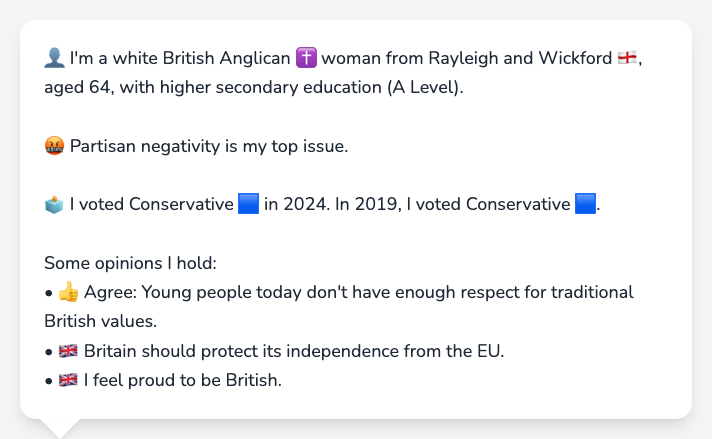 👤 I'm a white British Anglican ✝️ woman from Rayleigh and Wickford 🏴󠁧󠁢󠁥󠁮󠁧󠁿,
aged 64, with higher secondary education (A Level).
🤬 Partisan negativity is my top issue.
🗳️ I voted Conservative 🟦 in 2024. In 2019, I voted Conservative 🟦.
Some opinions I hold:
• 👍 Agree: Young people today don't have enough respect for traditional
British values.
• 🇬🇧 Britain should protect its independence from the EU.
• 🇬🇧 I feel proud to be British.